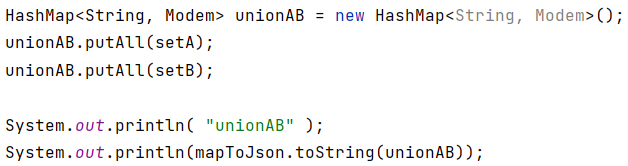 HashMap<String, Modem> unionAB = new HashMap<String, Modem>();
unionAB.putAll(setA);
unionAB.putAll(setB);
System.out.println( "unionAB" );
System.out.println(mapToJson.toString(unionAB));